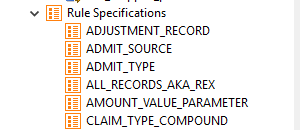 Rule Specifications
ADJUSTMENT_RECORD
ADMIT_SOURCE
ADMIT_TYPE
ALL_RECORDS_AKA_REX
AMOUNT_VALUE_PARAMETER
CLAIM_TYPE_COMPOUND